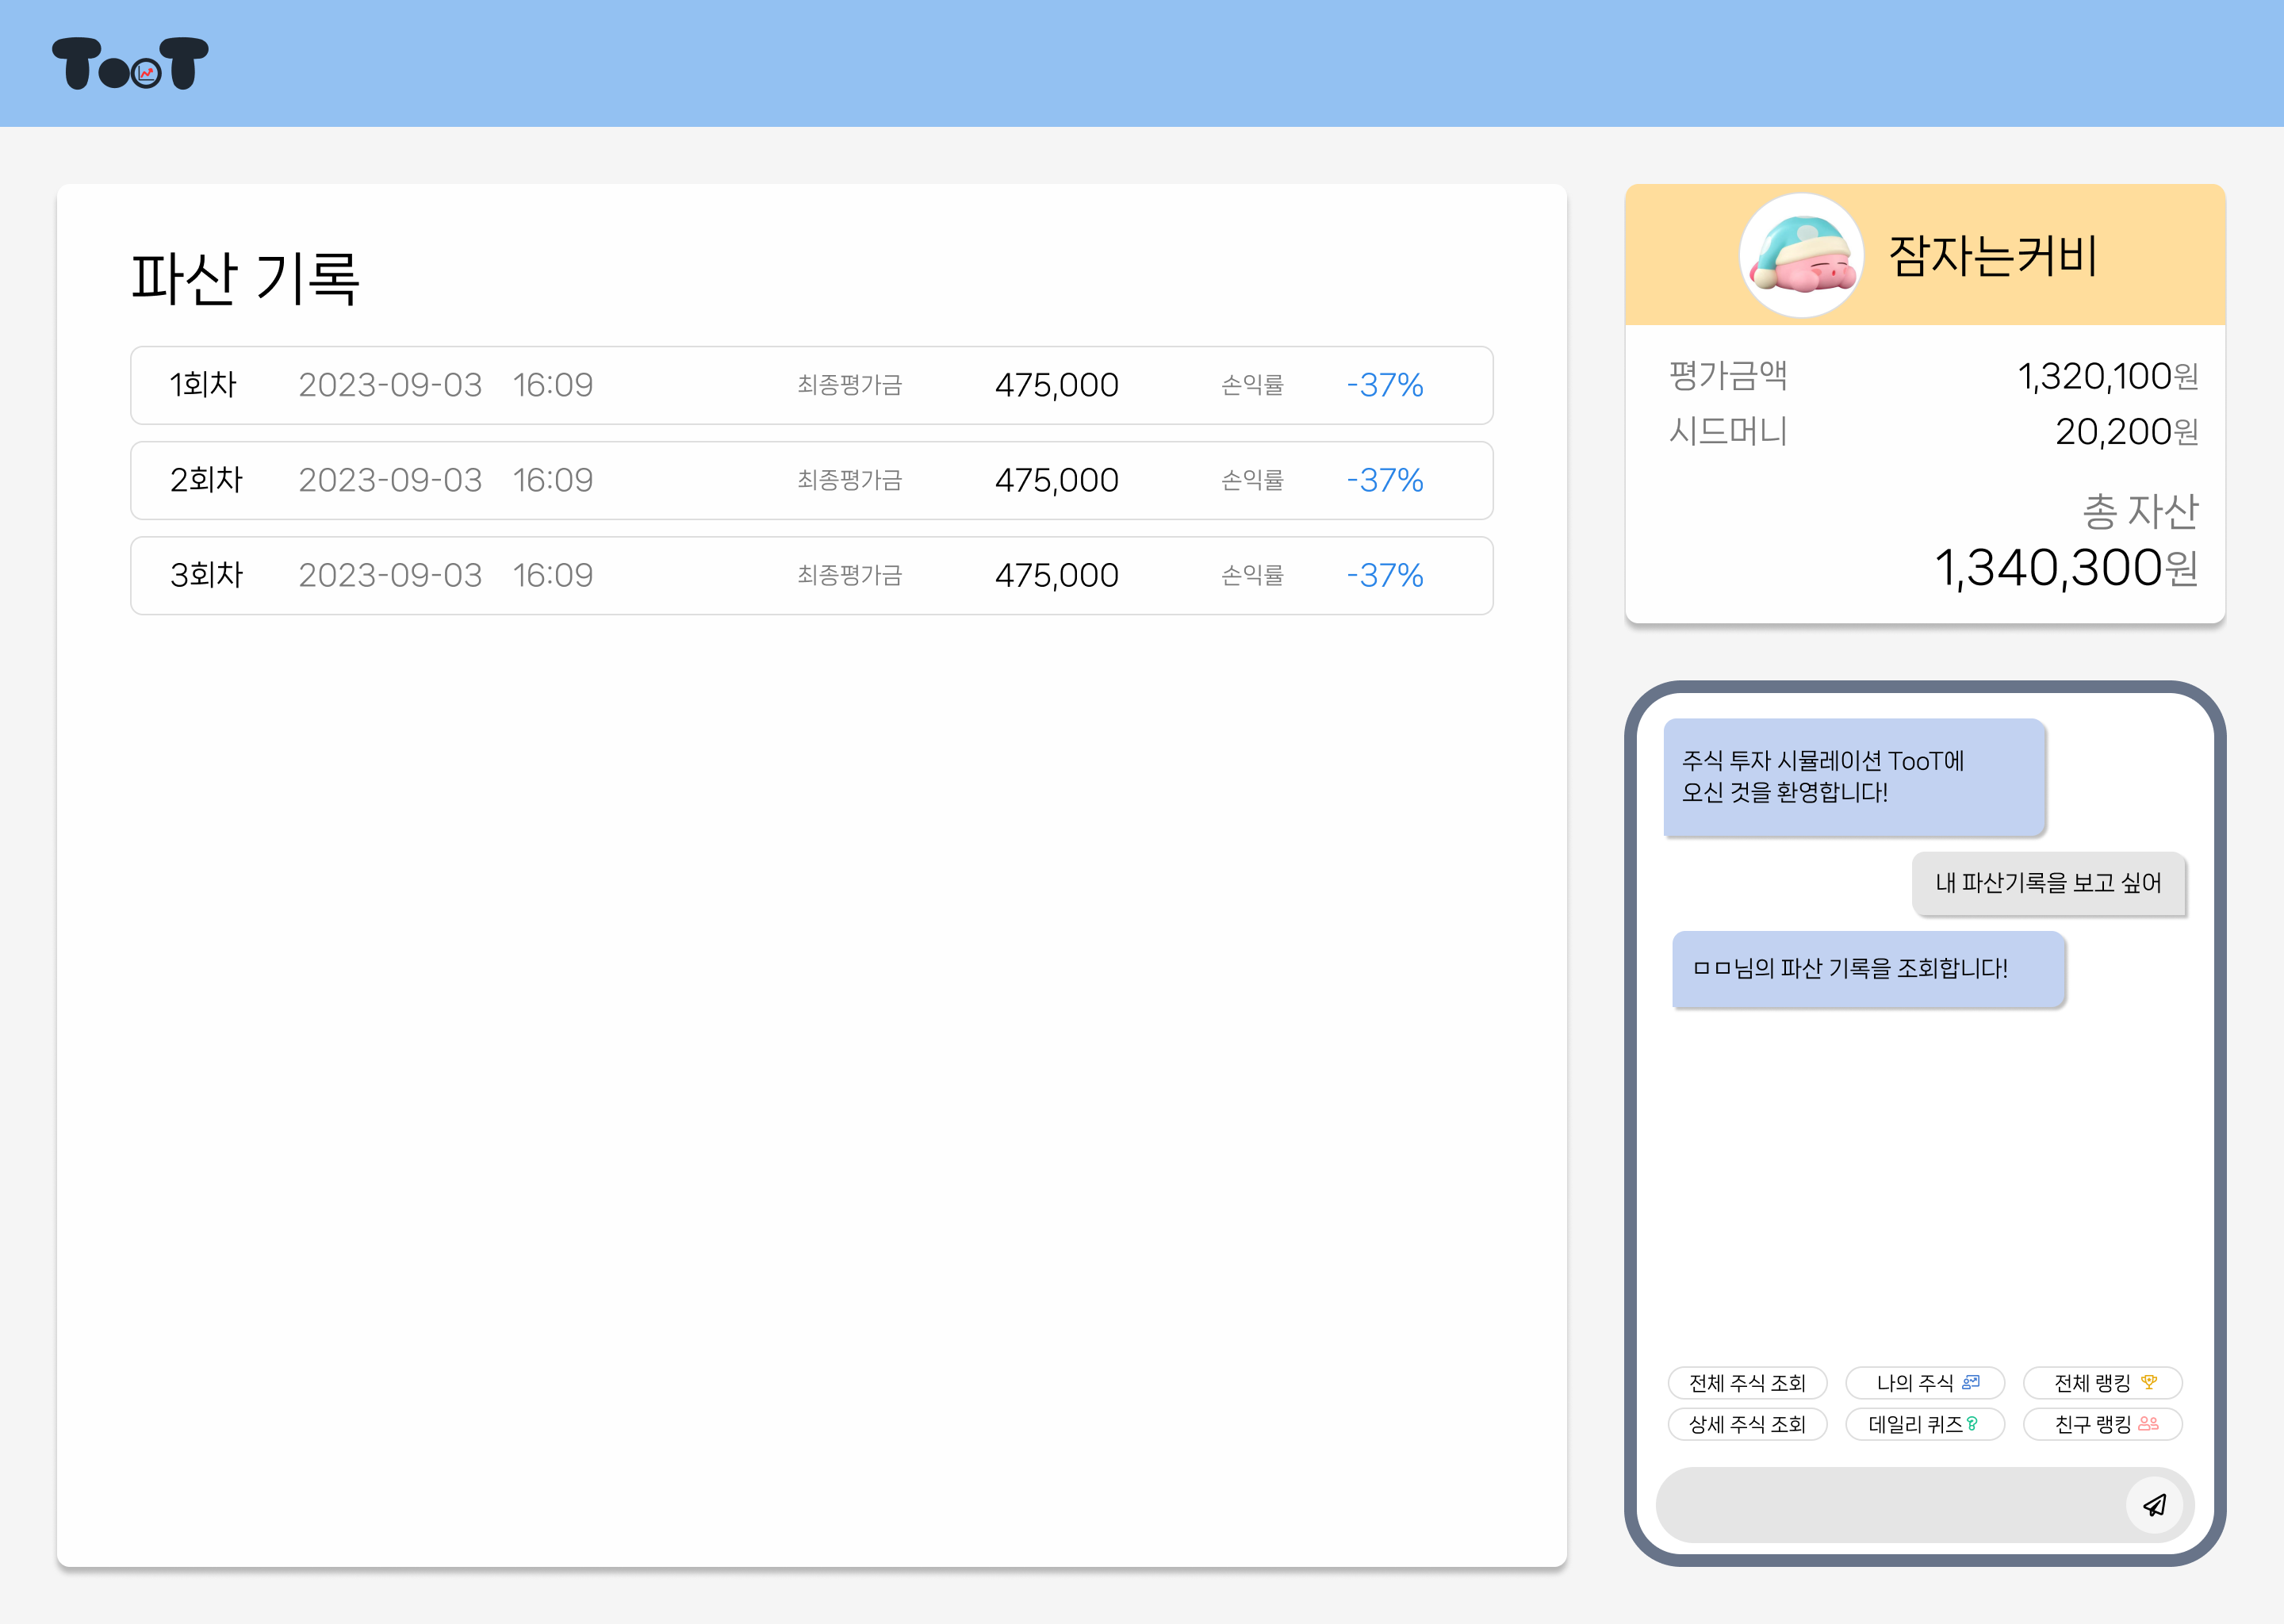 TooT
파산 기록
1회차 2023-09-03 16:09 최종평가금 475,000 손익률 -37%
2회차 2023-09-03 16:09 최종평가금 475,000 손익률 -37%
3회차 2023-09-03 16:09 최종평가금 475,000 손익률 -37%
잠자는커비
평가금액 1,320,100원
시드머니 20,200원
총 자산
1,340,300원
주식 투자 시뮬레이션 TooT에
오신 것을 환영합니다!
내 파산기록을 보고 싶어
ㅁㅁ님의 파산 기록을 조회합니다!
전체 주식 조회 나의 주식 전체 랭킹
상세 주식 조회 데일리 퀴즈 친구 랭킹